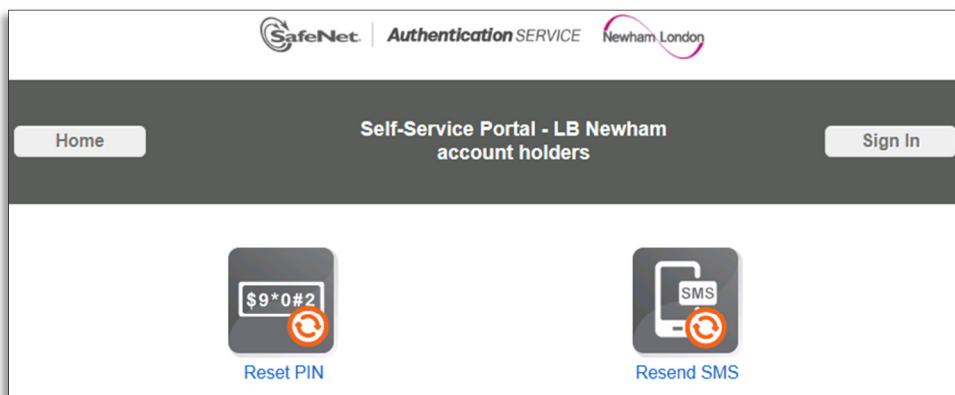 SafeNet. Authentication SERVICE Newham London
Home
Self-Service Portal - LB Newham
account holders
Sign In
$9*0#2
SMS
Reset PIN
Resend SMS